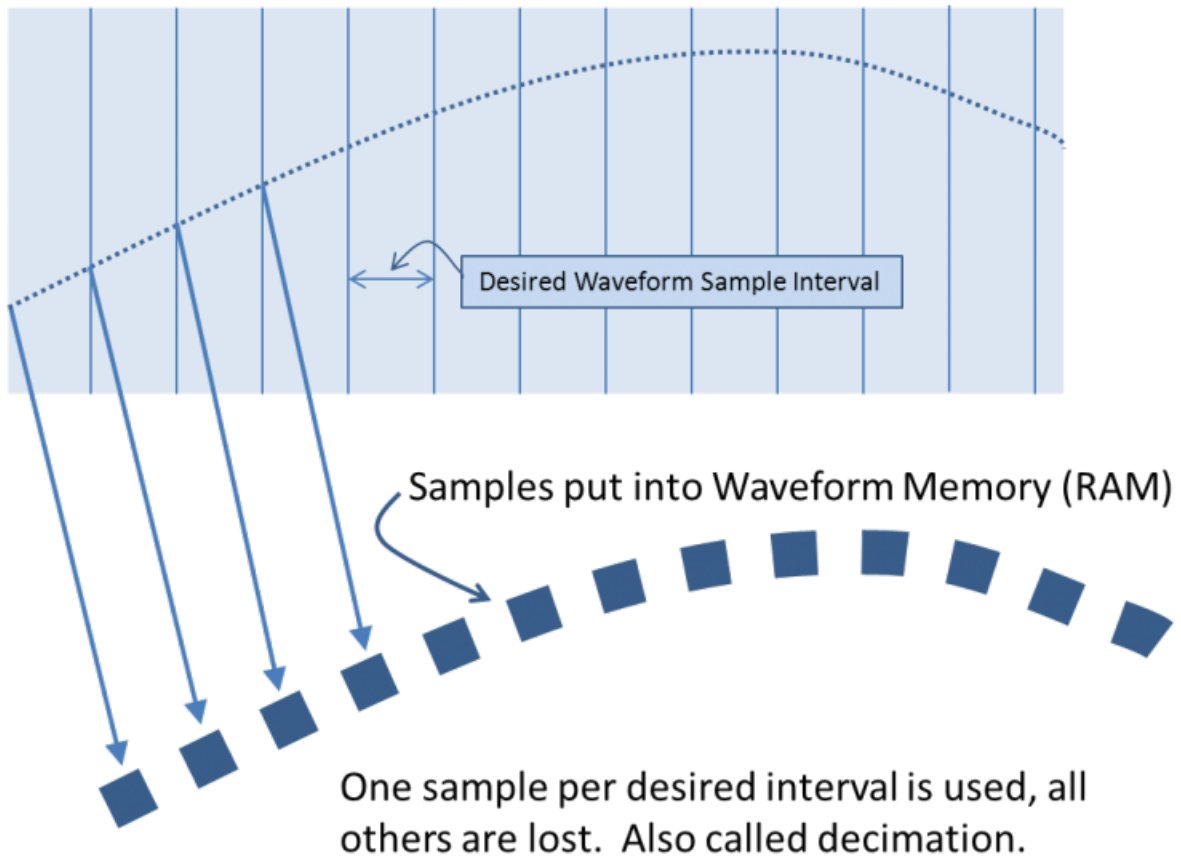 Desired Waveform Sample Interval
Samples put into Waveform Memory (RAM)
One sample per desired interval is used, all
others are lost.  Also called decimation.